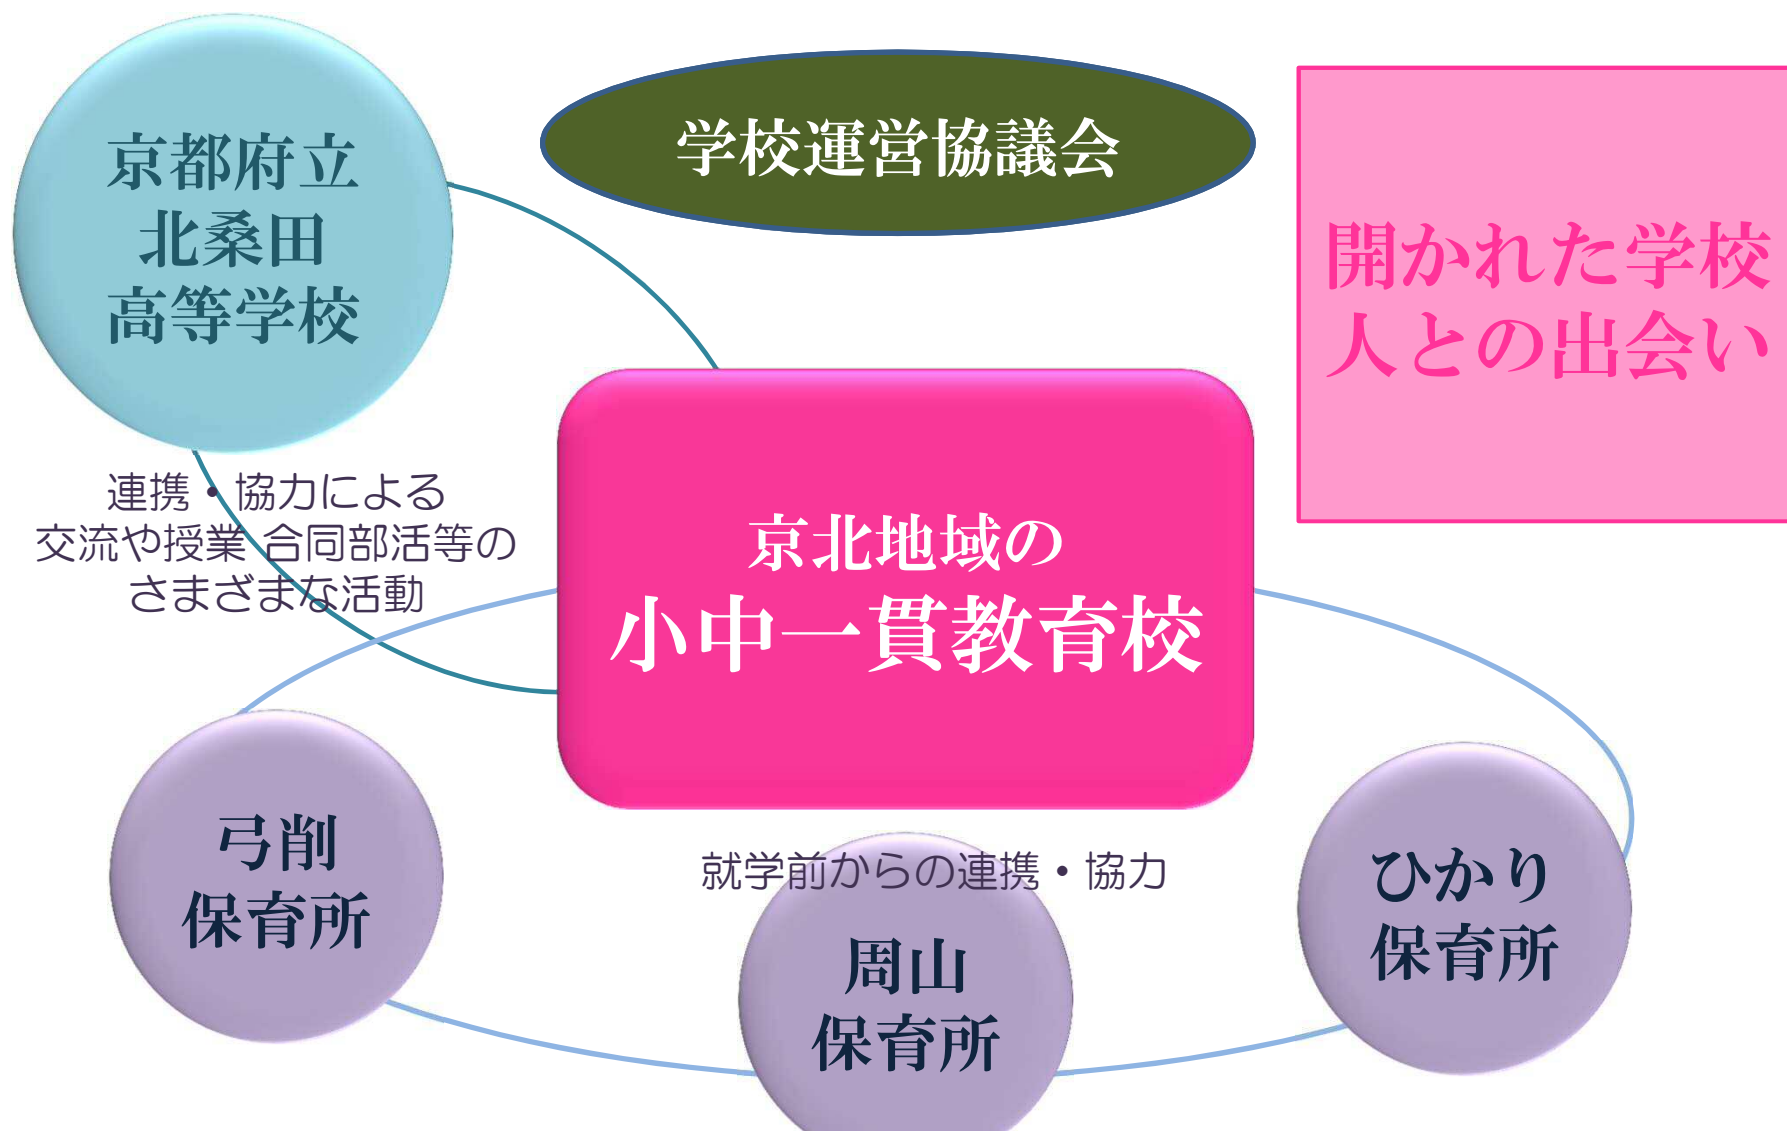 京都府立
北桑田
高等学校
学校運営協議会
開かれた学校
人との出会い
連携・協力による
交流や授業 合同部活等の
さまざまな活動
京北地域の
小中一貫教育校
弓削
保育所
就学前からの連携・協力
周山
保育所
ひかり
保育所